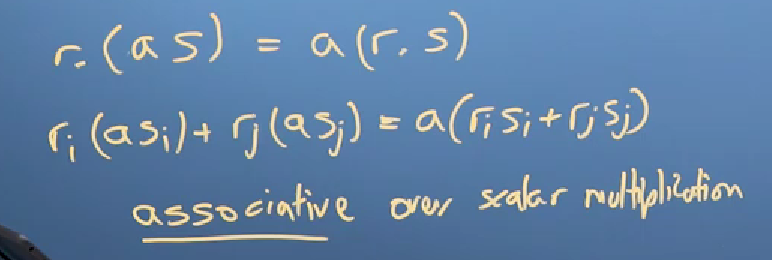 r.(as) = a(r.s)
rᵢ(asᵢ)+ rⱼ(asⱼ) = a(rᵢsᵢ+rⱼsⱼ)
associative over scalar multiplication